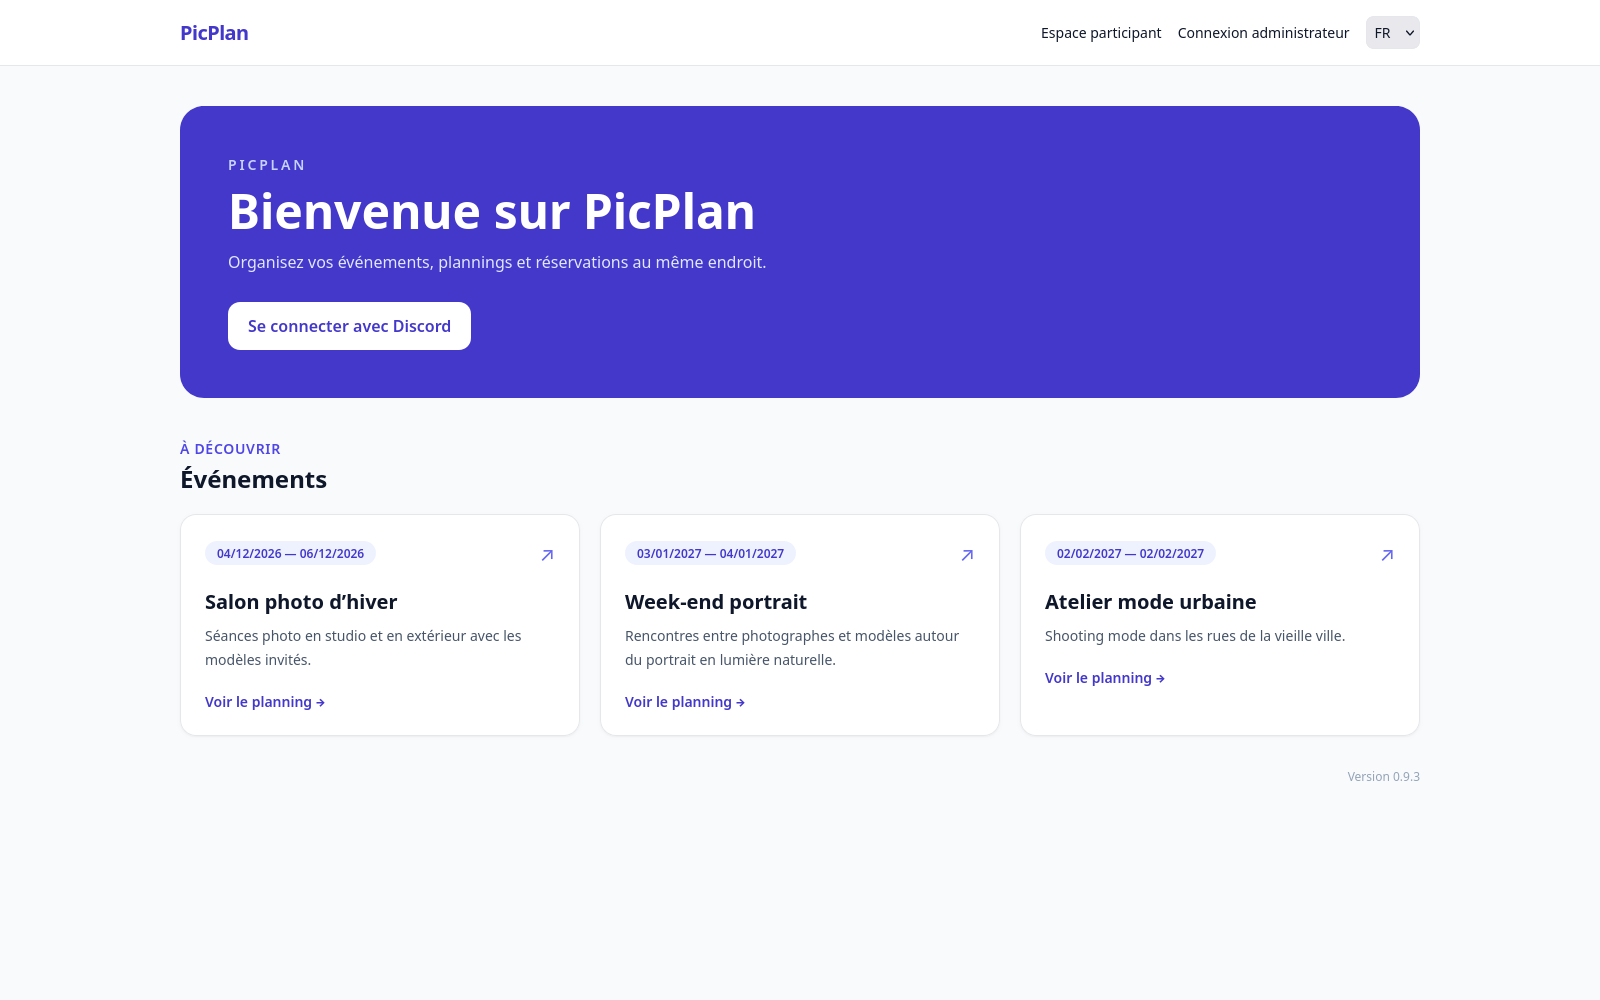 PicPlan
Espace participant
Connexion administrateur
FR
PICPLAN
Bienvenue sur PicPlan
Organisez vos événements, plannings et réservations au même endroit.
Se connecter avec Discord
À DÉCOUVRIR
Événements
04/12/2026 — 06/12/2026
Salon photo d’hiver
Séances photo en studio et en extérieur avec les
modèles invités.
Voir le planning →
03/01/2027 — 04/01/2027
Week-end portrait
Rencontres entre photographes et modèles autour
du portrait en lumière naturelle.
Voir le planning →
02/02/2027 — 02/02/2027
Atelier mode urbaine
Shooting mode dans les rues de la vieille ville.
Voir le planning →
Version 0.9.3